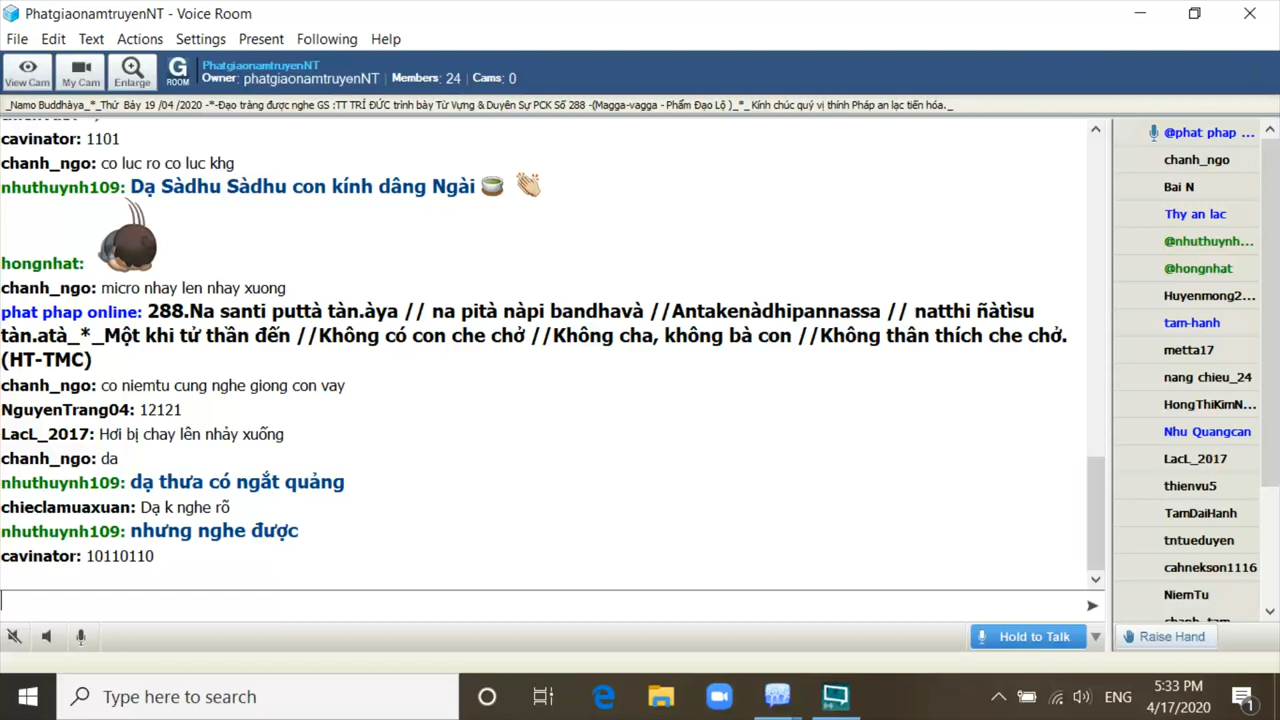 PhatgiaonamtruyenNT - Voice Room
File Edit Text Actions Settings Present Following Help
View Cam My Cam Enlarge G ROOM PhatgiaonamtruyenNT
Owner: phatgiaonamtruyenNT | Members: 24 | Cams: 0
_Namo Buddhàya_*_Thứ Bảy 19 /04 /2020 -*-Đạo tràng được nghe GS :TT TRÍ ĐỨC trình bày Từ Vựng & Duyên Sự PCK Số 288 -(Magga-vagga - Phẩm Đạo Lộ )_*_ Kính chúc quý vị thính Pháp an lạc tiến hóa._
cavinator: 1101
chanh_ngo: co luc ro co luc khg
nhuthuynh109: Dạ Sàdhu Sàdhu con kính dâng Ngài
hongnhat:
chanh_ngo: micro nhay len nhay xuong
phat phap online: 288.Na santi puttà tàn.àya // na pità nàpi bandhavà //Antakenàdhipannassa // natthi ñàtìsu
tàn.atà_*_Một khi tử thần đến //Không có con che chở //Không cha, không bà con //Không thân thích che chở.
(HT-TMC)
chanh_ngo: co niemtu cung nghe giong con vay
NguyenTrang04: 12121
LacL_2017: Hơi bị chay lên nhảy xuống
chanh_ngo: da
nhuthuynh109: dạ thưa có ngắt quảng
chieclamuaxuan: Dạ k nghe rõ
nhuthuynh109: nhưng nghe được
cavinator: 10110110
@phat phap ...
chanh_ngo
Bai N
Thy an lac
@nhuthuynh...
@hongnhat
Huyenmong2...
tam-hanh
metta17
nang chieu_24
HongThiKimN...
Nhu Quangcan
LacL_2017
thienvu5
TamDaiHanh
tntueduyen
cahnekson1116
NiemTu
chanh_tam
Hold to Talk
Raise Hand
Type here to search
ENG
5:33 PM
4/17/2020
1